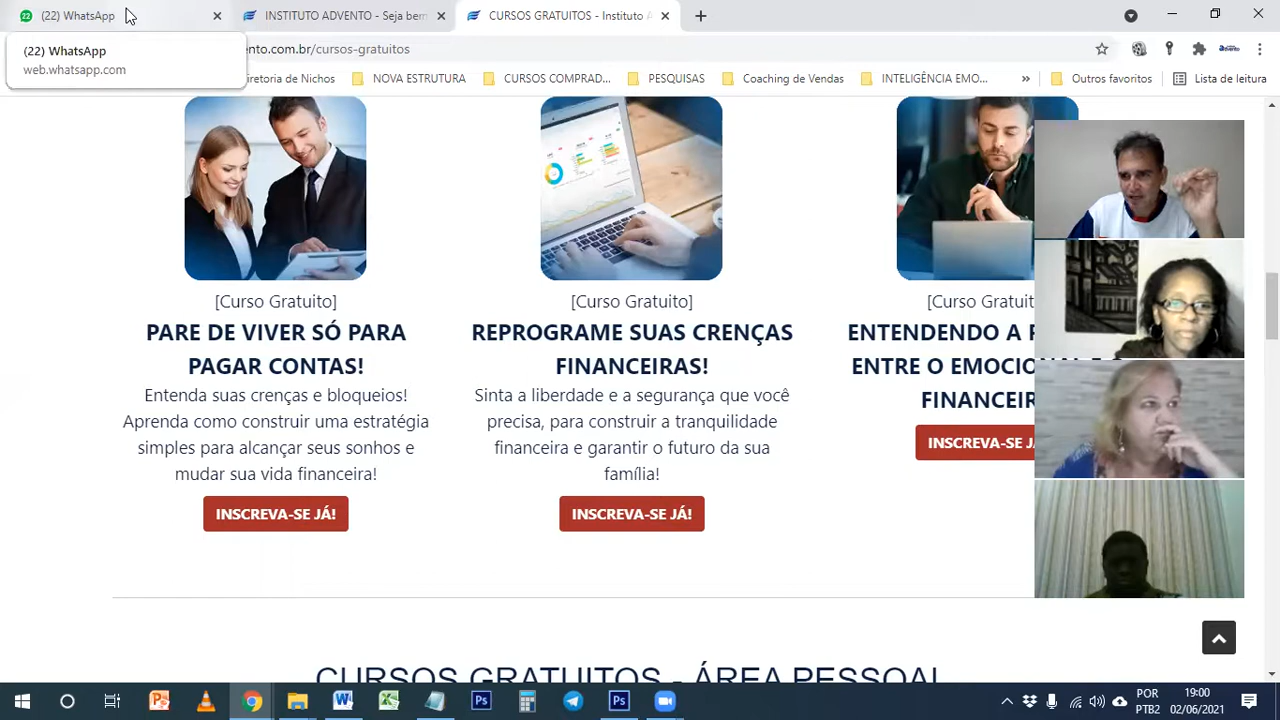 (22) WhatsApp
INSTITUTO ADVENTO - Seja bem
CURSOS GRATUITOS - Instituto A
(22) WhatsApp
web.whatsapp.com
ento.com.br/cursos-gratuitos
iretoria de Nichos
NOVA ESTRUTURA
CURSOS COMPRAD...
PESQUISAS
Coaching de Vendas
INTELIGÊNCIA EMO...
»
Outros favoritos
Lista de leitura
[Curso Gratuito]
PARE DE VIVER SÓ PARA
PAGAR CONTAS!
Entenda suas crenças e bloqueios!
Aprenda como construir uma estratégia
simples para alcançar seus sonhos e
mudar sua vida financeira!
INSCREVA-SE JÁ!
[Curso Gratuito]
REPROGRAME SUAS CRENÇAS
FINANCEIRAS!
Sinta a liberdade e a segurança que você
precisa, para construir a tranquilidade
financeira e garantir o futuro da sua
família!
INSCREVA-SE JÁ!
[Curso Gratuit
ENTENDENDO A R
ENTRE O EMOCIONAL E O
FINANCEIR
INSCREVA-SE J
CURSOS GRATUITOS - ÁREA PESSOAL
POR
PTB2
19:00
02/06/2021